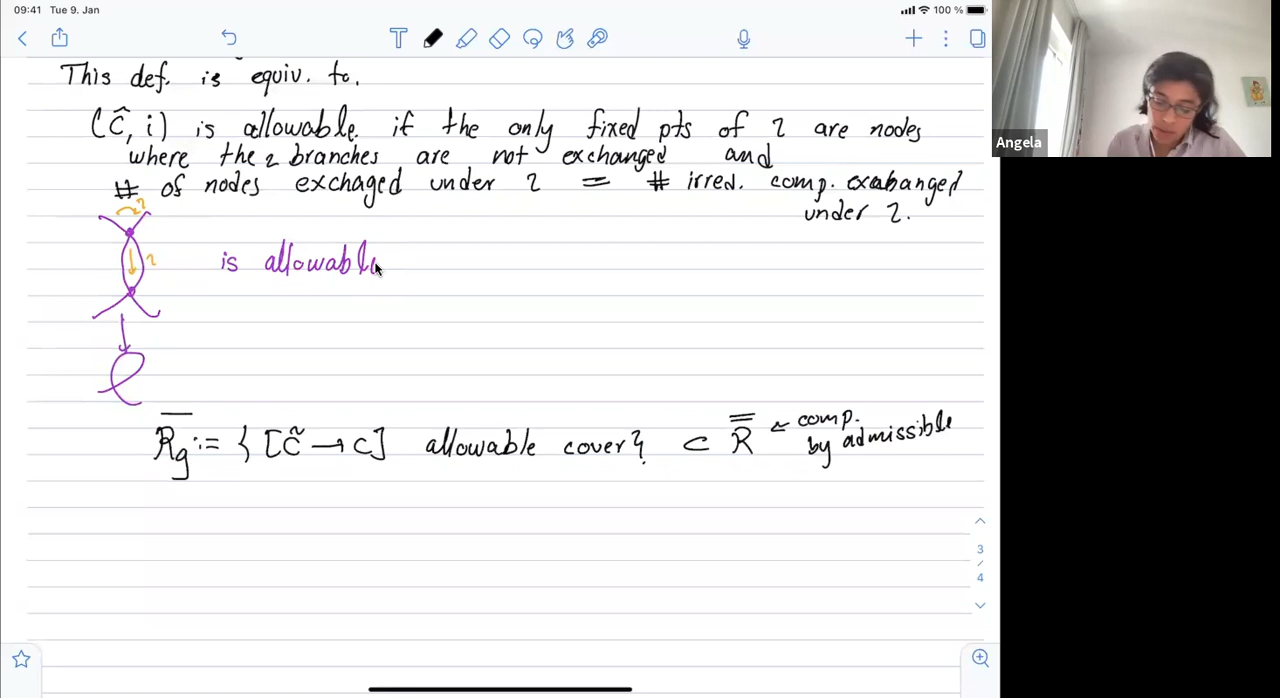 09:41 Tue 9. Jan
100 %
This def. is equiv. to.
(Ĉ, i) is allowable. if the only fixed pts of ι are nodes
where the 2 branches are not exchanged and
# of nodes exchaged under ι = # irred. comp. exchanged
under ι.
ι
ι is allowable
R̅g := { [C̃ → C] allowable cover } ⊂ R̿ ← comp.
by admissible
3
/
4
Angela